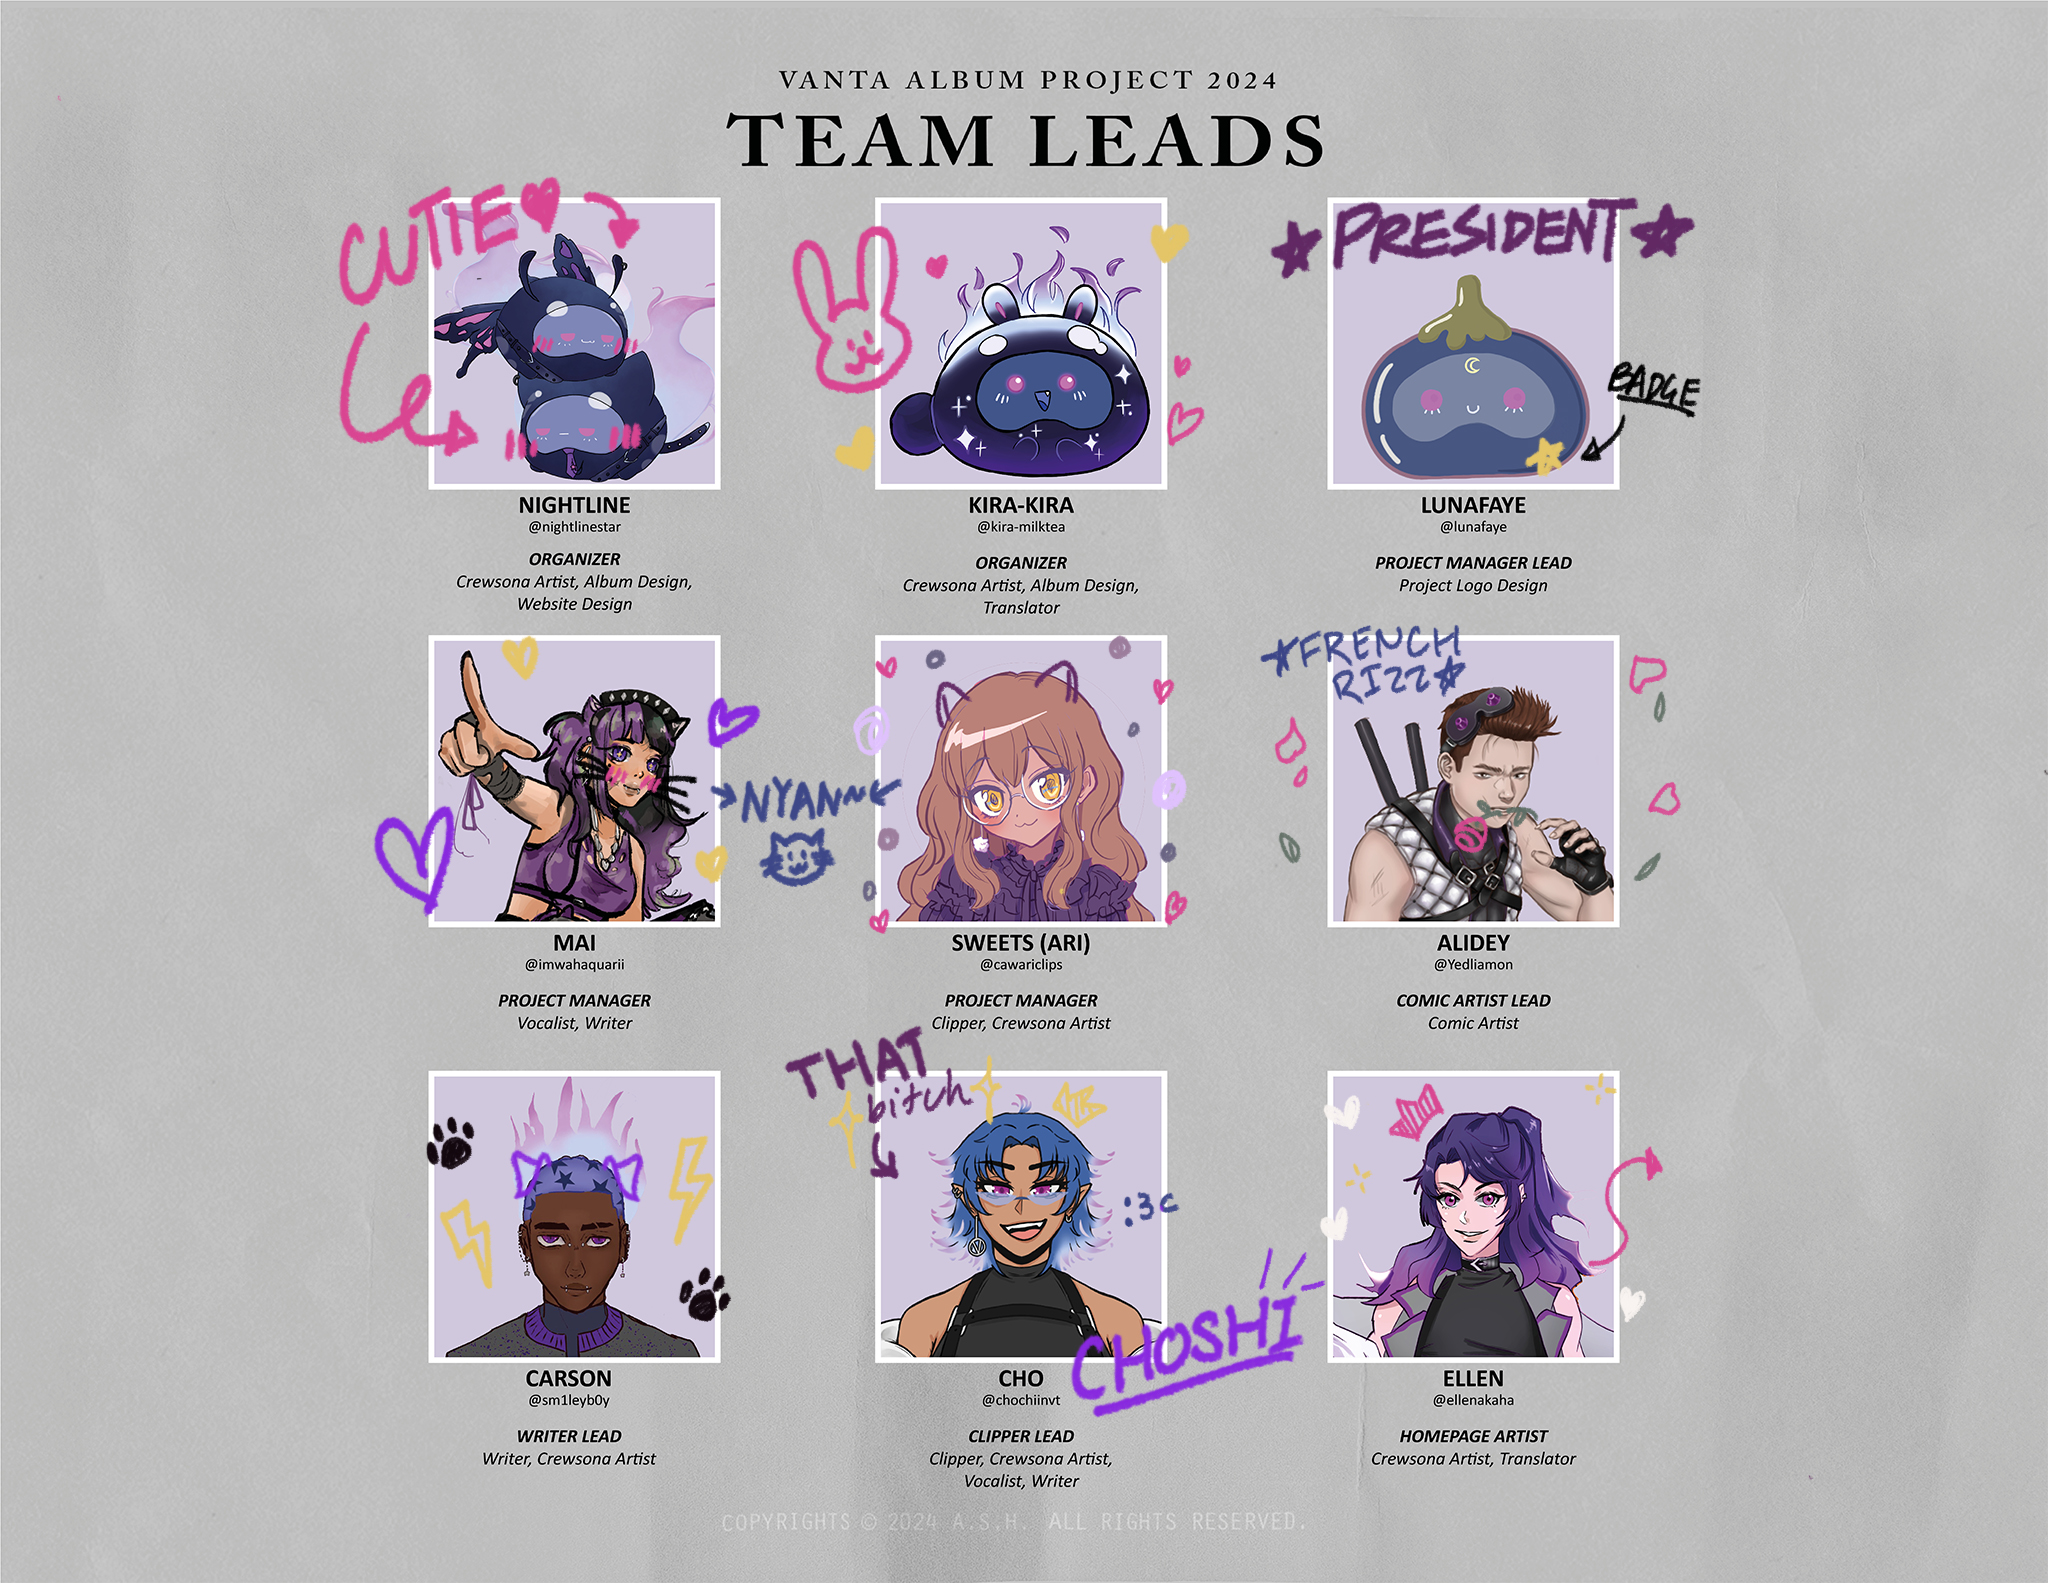 VANTA ALBUM PROJECT 2024
TEAM LEADS
CUTIE
PRESIDENT
BADGE
NIGHTLINE
@nightlinestar
ORGANIZER
Crewsona Artist, Album Design,
Website Design
KIRA-KIRA
@kira-milktea
ORGANIZER
Crewsona Artist, Album Design,
Translator
LUNAFAYE
@lunafaye
PROJECT MANAGER LEAD
Project Logo Design
NYAN~
FRENCH
RIZZ
MAI
@imwahaquarii
PROJECT MANAGER
Vocalist, Writer
SWEETS (ARI)
@cawariclips
PROJECT MANAGER
Clipper, Crewsona Artist
ALIDEY
@Yedliamon
COMIC ARTIST LEAD
Comic Artist
THAT
bitch
:3c
CHOSHI
CARSON
@sm1leyb0y
WRITER LEAD
Writer, Crewsona Artist
CHO
@chochiinvt
CLIPPER LEAD
Clipper, Crewsona Artist,
Vocalist, Writer
ELLEN
@ellenakaha
HOMEPAGE ARTIST
Crewsona Artist, Translator
COPYRIGHTS © 2024 A.S.H. ALL RIGHTS RESERVED.